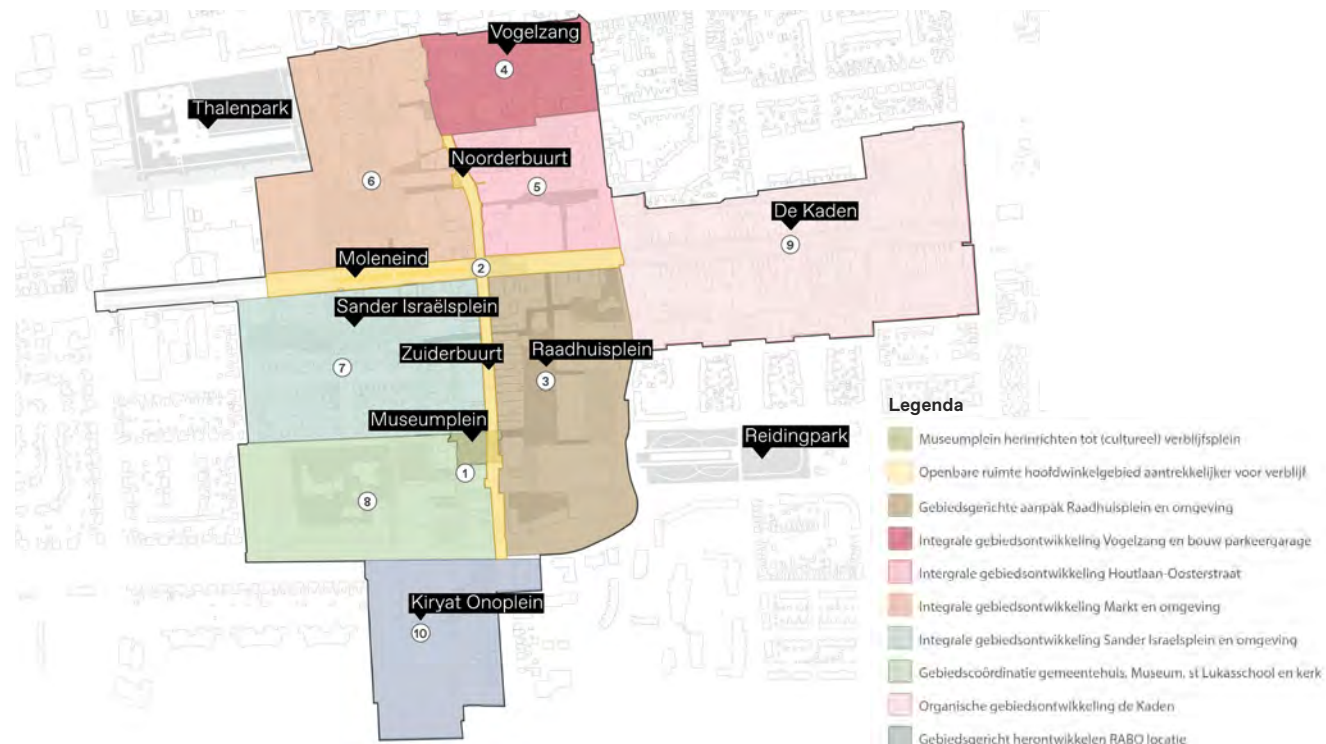 Vogelzang
4
Thalenpark
Noorderbuurt
6
5
De Kaden
9
Moleneind
2
Sander Israëlsplein
Zuiderbuurt
Raadhuisplein
7
3
Museumplein
Reidingpark
1
8
Kiryat Onoplein
10
Legenda
Museumplein herinrichten tot (cultureel) verblijfsplein
Openbare ruimte hoofdwinkelgebied aantrekkelijker voor verblijf
Gebiedsgerichte aanpak Raadhuisplein en omgeving
Integrale gebiedsontwikkeling Vogelzang en bouw parkeergarage
Intergrale gebiedsontwikkeling Houtlaan-Oosterstraat
Integrale gebiedsontwikkeling Markt en omgeving
Integrale gebiedsontwikkeling Sander Israelsplein en omgeving
Gebiedscoördinatie gemeentehuis, Museum, st Lukasschool en kerk
Organische gebiedsontwikkeling de Kaden
Gebiedsgericht herontwikkelen RABO locatie